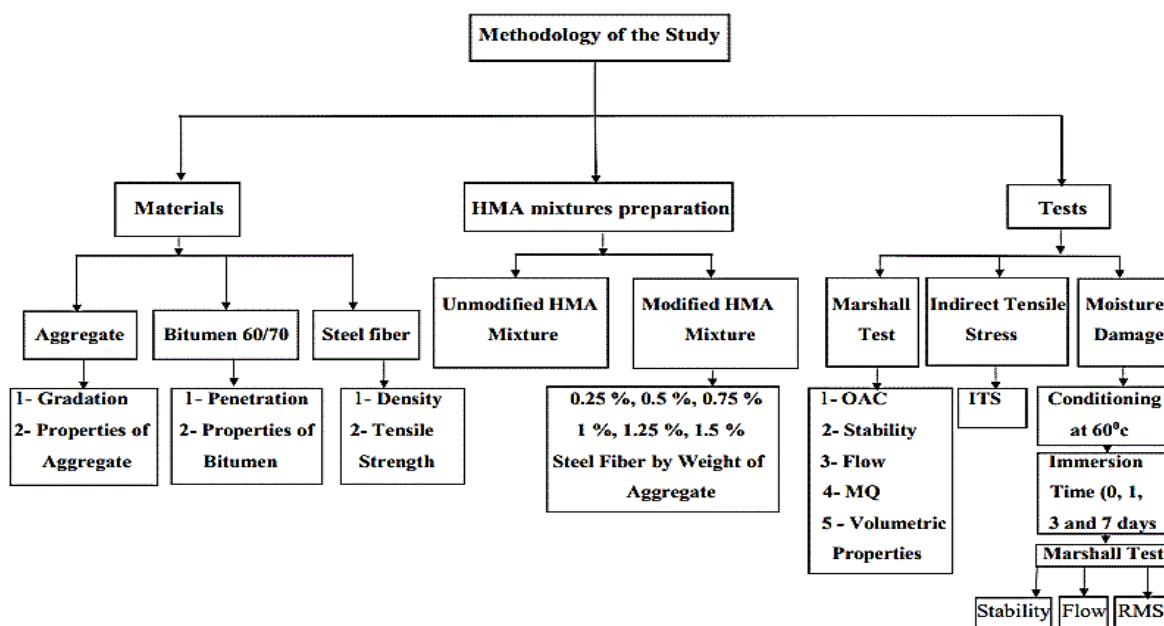 Methodology of the Study
Materials
HMA mixtures preparation
Tests
Aggregate
Bitumen 60/70
Steel fiber
Unmodified HMA
Mixture
Modified HMA
Mixture
Marshall
Test
Indirect Tensile
Stress
Moisture
Damage
1- Gradation
2- Properties of
Aggregate
1- Penetration
2- Properties of
Bitumen
1- Density
2- Tensile
Strength
0.25 %, 0.5 %, 0.75 %
1 %, 1.25 %, 1.5 %
Steel Fiber by Weight of
Aggregate
1- OAC
2- Stability
3- Flow
4- MQ
5 - Volumetric
Properties
ITS
Conditioning
at 60⁰c
Immersion
Time (0, 1,
3 and 7 days
Marshall Test
Stability
Flow
RMS